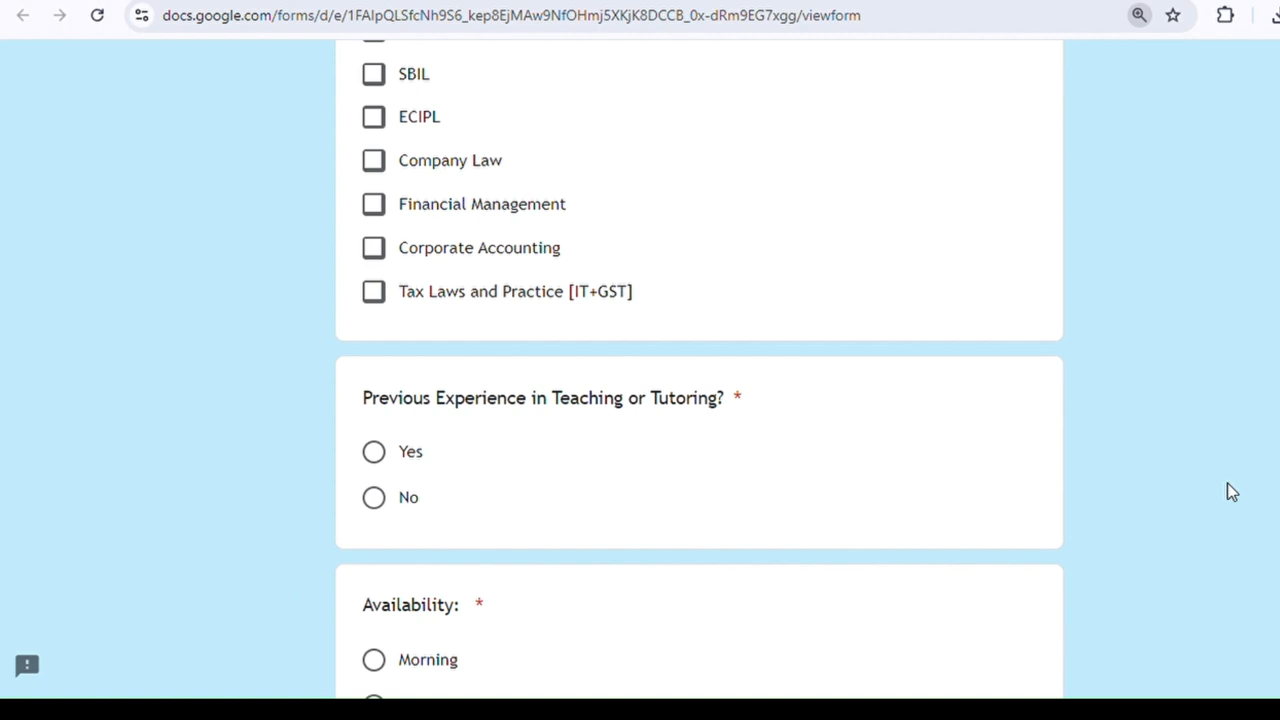 docs.google.com/forms/d/e/1FAIpQLSfcNh9S6_kep8EjMAw9NfOHmj5XKjK8DCCB_0x-dRm9EG7xgg/viewform
SBIL
ECIPL
Company Law
Financial Management
Corporate Accounting
Tax Laws and Practice [IT+GST]
Previous Experience in Teaching or Tutoring? *
Yes
No
Availability: *
Morning